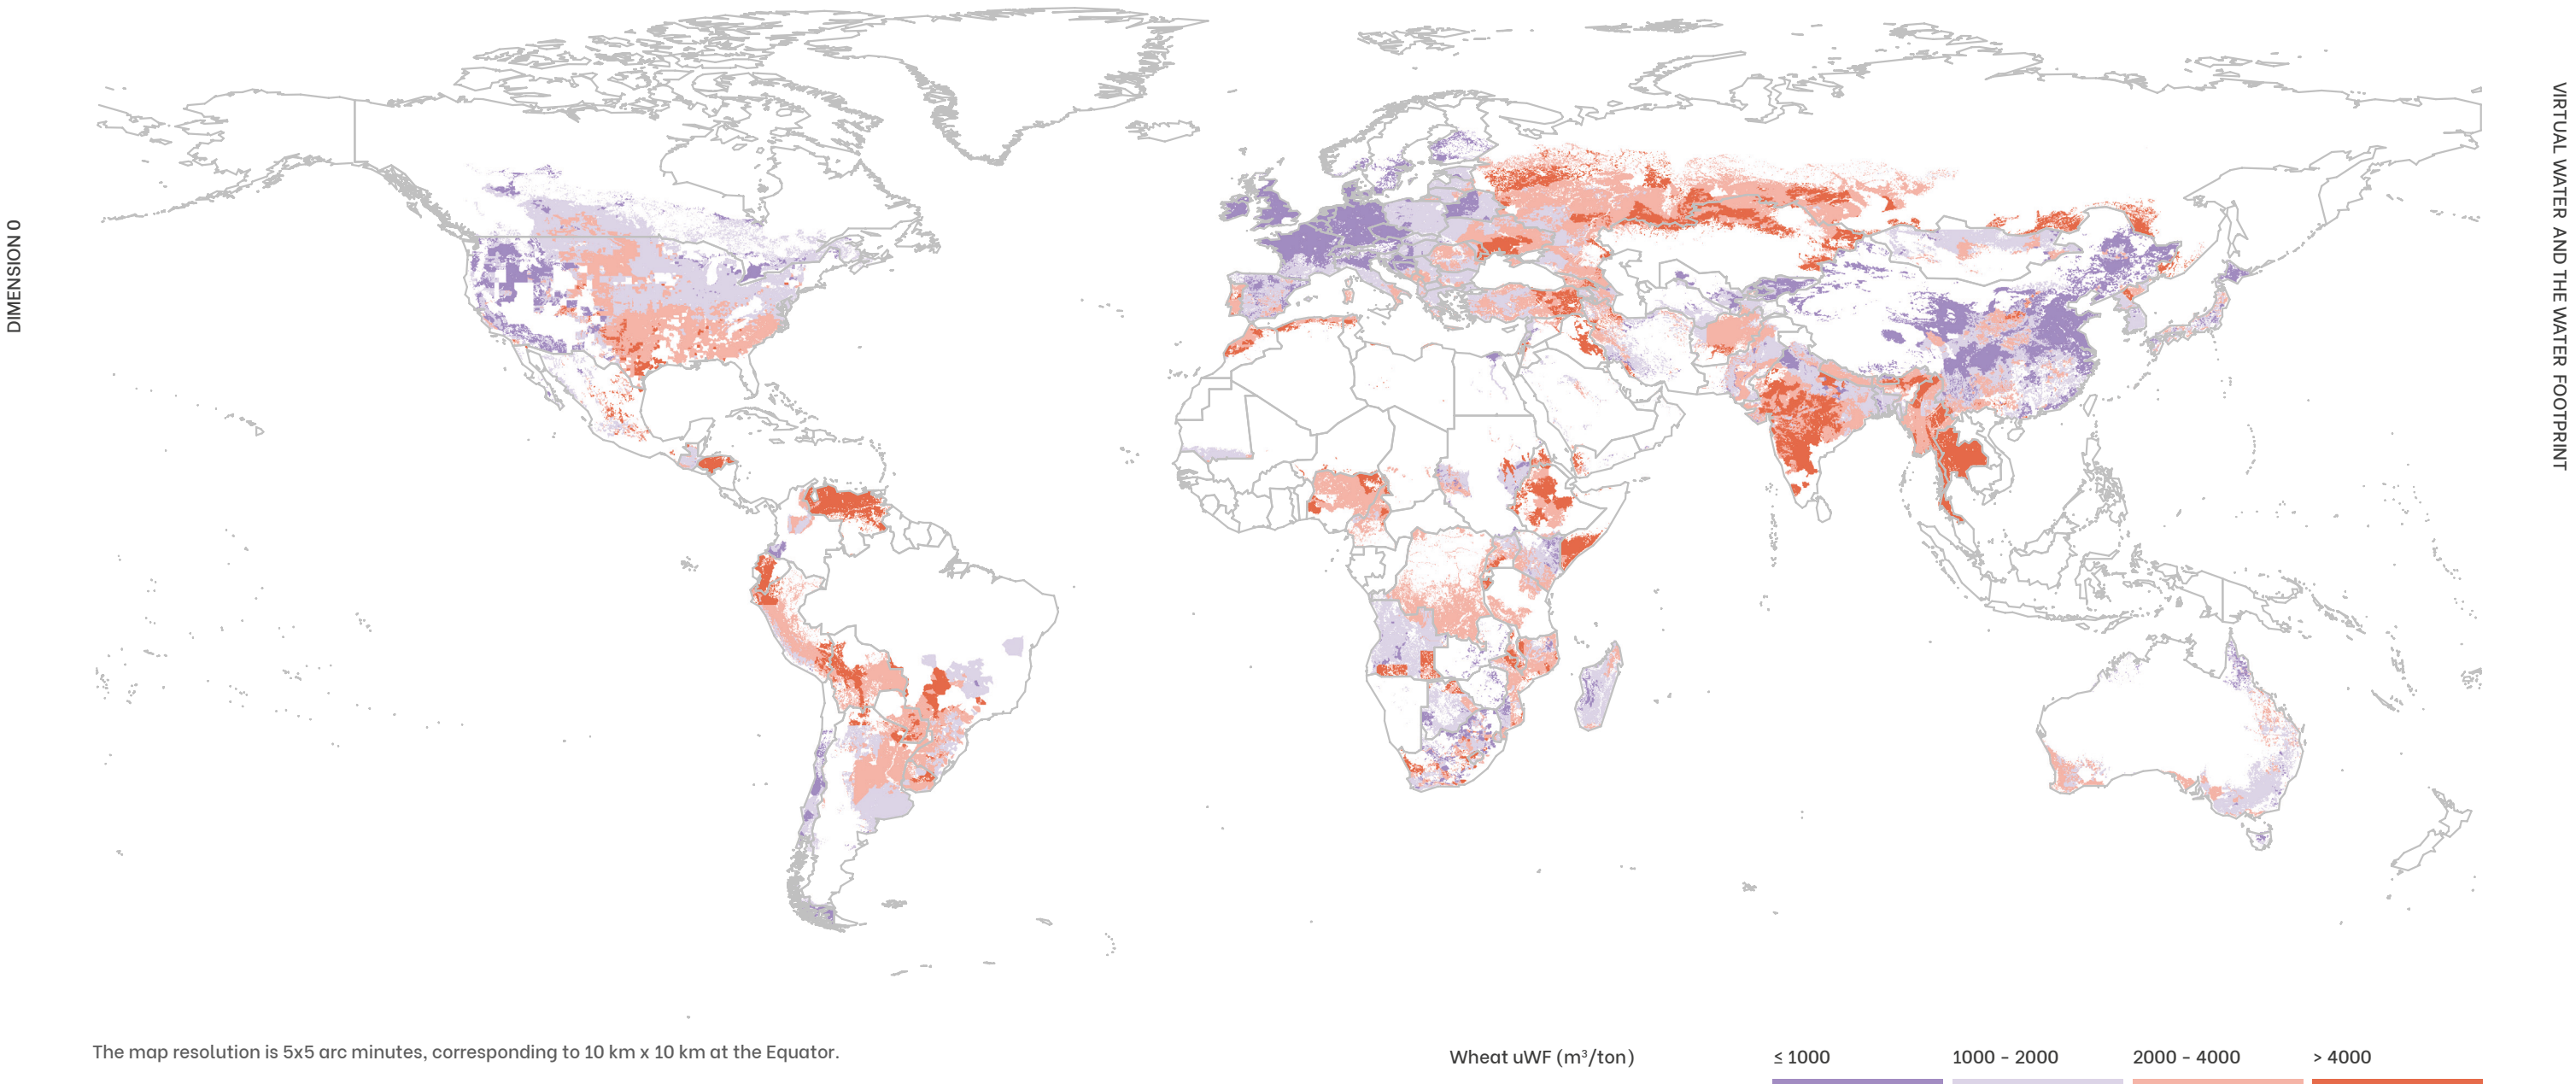 DIMENSION 0
VIRTUAL WATER AND THE WATER FOOTPRINT
The map resolution is 5x5 arc minutes, corresponding to 10 km x 10 km at the Equator.
Wheat uWF (m³/ton)
≤ 1000
1000 - 2000
2000 - 4000
> 4000